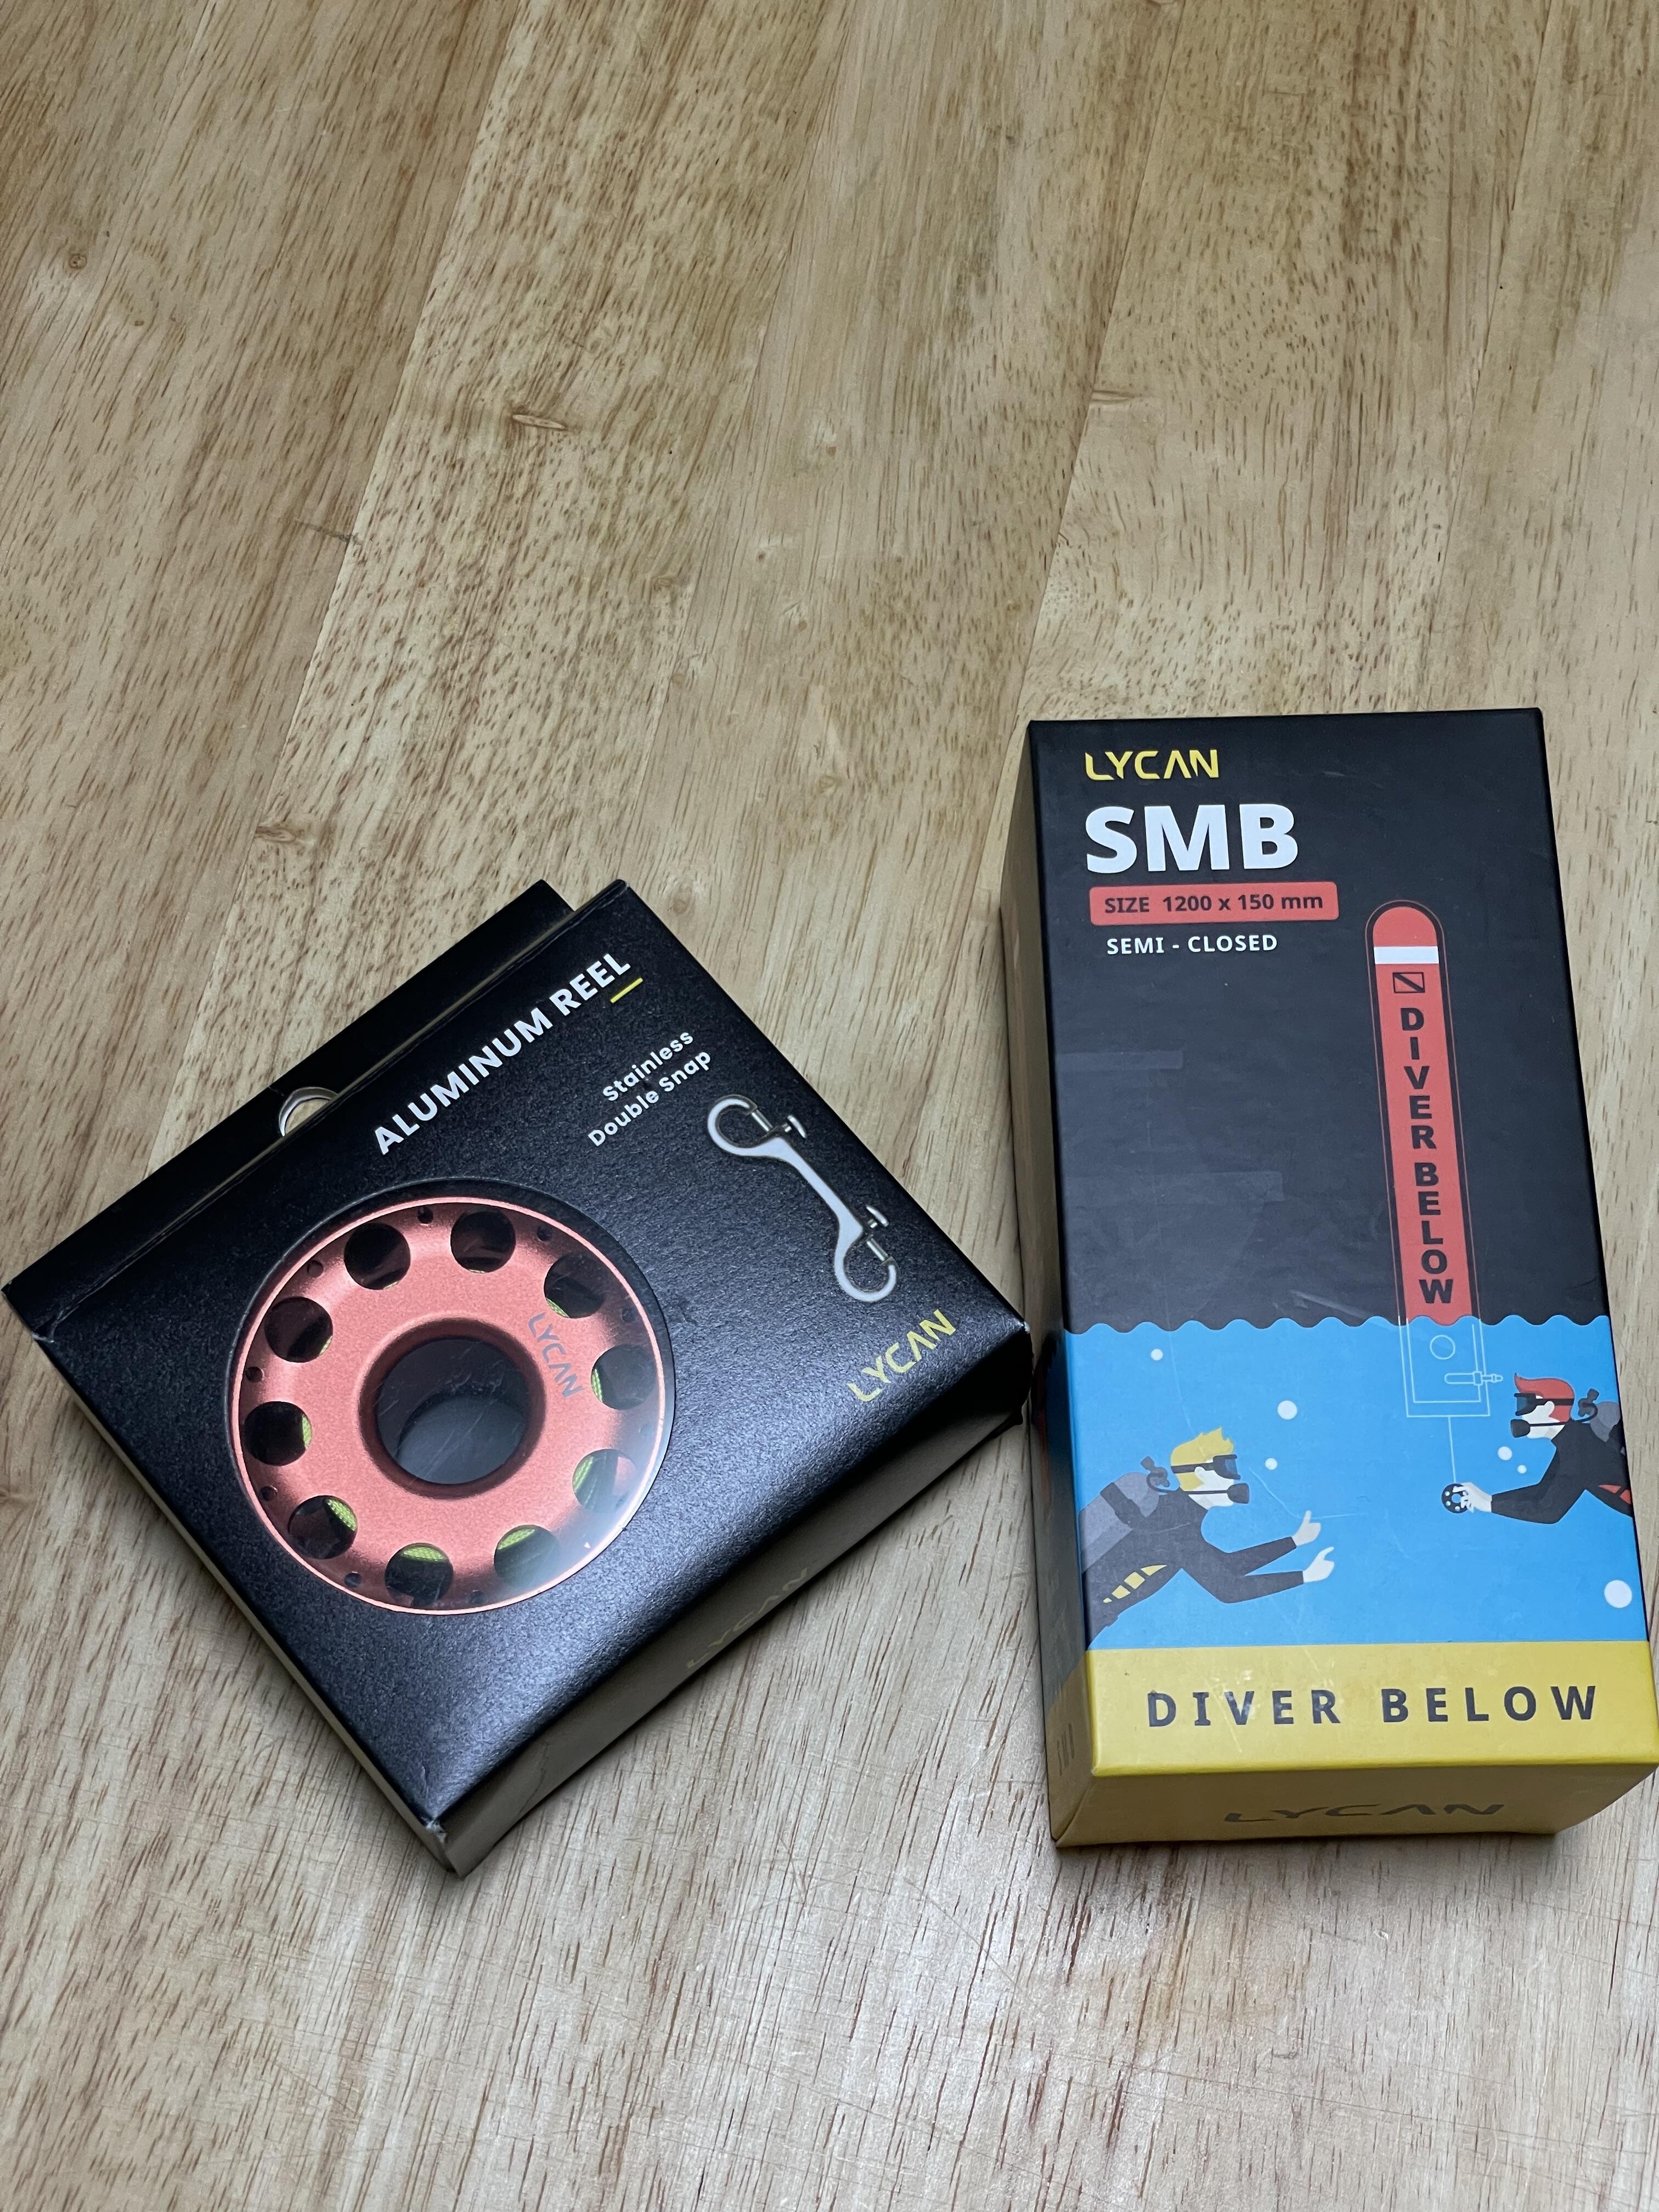 ALUMINUM REEL
Stainless
Double Snap
LYCAN
LYCAN
LYCAN
LYCAN
SMB
SIZE 1200 x 150 mm
SEMI - CLOSED
DIVER BELOW
DIVER BELOW
LYCAN